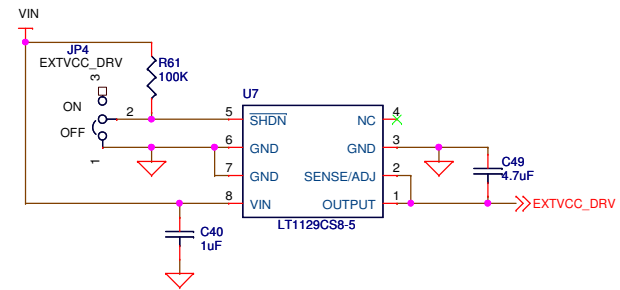 VIN
JP4
EXTVCC_DRV
3
ON
2
OFF
1
R61
100K
U7
5 SHDN
6 GND
7 GND
8 VIN
NC 4
GND 3
SENSE/ADJ 2
OUTPUT 1
LT1129CS8-5
C49
4.7uF
EXTVCC_DRV
C40
1uF